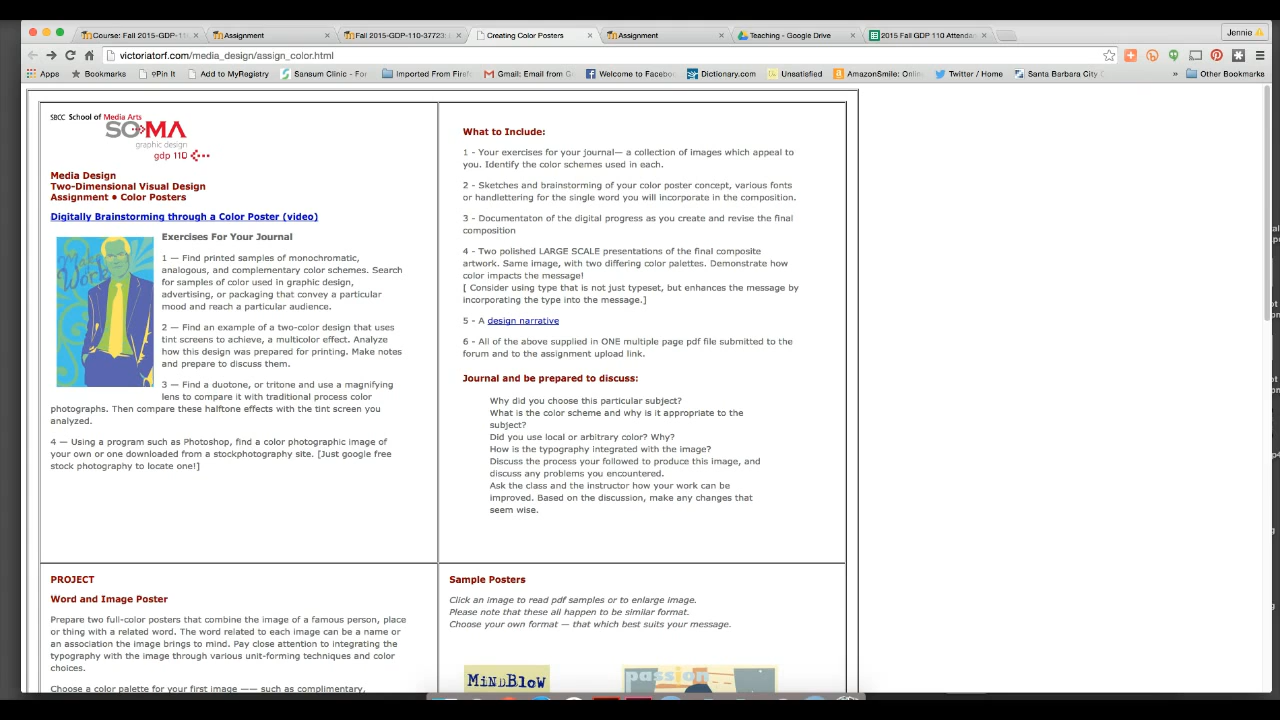 Course: Fall 2015-GDP-11
Assignment
Fall 2015-GDP-110-37723:
Creating Color Posters
Assignment
Teaching - Google Drive
2015 Fall GDP 110 Attendan
Jennie
victoriatorf.com/media_design/assign_color.html
Apps
Bookmarks
Pin It
Add to MyRegistry
Sansum Clinic - For
Imported From Firef
Gmail: Email from G
Welcome to Facebo
Dictionary.com
Unsatisfied
AmazonSmile: Onli
Twitter / Home
Santa Barbara City
»
Other Bookmarks
SBCC School of Media Arts
SOMA
graphic design
gdp 110
Media Design
Two-Dimensional Visual Design
Assignment • Color Posters
Digitally Brainstorming through a Color Poster (video)
Make
Work
Exercises For Your Journal
1 — Find printed samples of monochromatic,
analogous, and complementary color schemes. Search
for samples of color used in graphic design,
advertising, or packaging that convey a particular
mood and reach a particular audience.
2 — Find an example of a two-color design that uses
tint screens to achieve, a multicolor effect. Analyze
how this design was prepared for printing. Make notes
and prepare to discuss them.
3 — Find a duotone, or tritone and use a magnifying
lens to compare it with traditional process color
photographs. Then compare these halftone effects with the tint screen you
analyzed.
4 — Using a program such as Photoshop, find a color photographic image of
your own or one downloaded from a stockphotography site. [Just google free
stock photography to locate one!]
What to Include:
1 - Your exercises for your journal— a collection of images which appeal to
you. Identify the color schemes used in each.
2 - Sketches and brainstorming of your color poster concept, various fonts
or handlettering for the single word you will incorporate in the composition.
3 - Documentaton of the digital progress as you create and revise the final
composition
4 - Two polished LARGE SCALE presentations of the final composite
artwork. Same image, with two differing color palettes. Demonstrate how
color impacts the message!
[ Consider using type that is not just typeset, but enhances the message by
incorporating the type into the message.]
5 - A design narrative
6 - All of the above supplied in ONE multiple page pdf file submitted to the
forum and to the assignment upload link.
Journal and be prepared to discuss:
Why did you choose this particular subject?
What is the color scheme and why is it appropriate to the
subject?
Did you use local or arbitrary color? Why?
How is the typography integrated with the image?
Discuss the process your followed to produce this image, and
discuss any problems you encountered.
Ask the class and the instructor how your work can be
improved. Based on the discussion, make any changes that
seem wise.
PROJECT
Word and Image Poster
Prepare two full-color posters that combine the image of a famous person, place
or thing with a related word. The word related to each image can be a name or
an association the image brings to mind. Pay close attention to integrating the
typography with the image through various unit-forming techniques and color
choices.
Choose a color palette for your first image —— such as complimentary,
Sample Posters
Click an image to read pdf samples or to enlarge image.
Please note that these all happen to be similar format.
Choose your own format — that which best suits your message.
MINDBLOW
passion